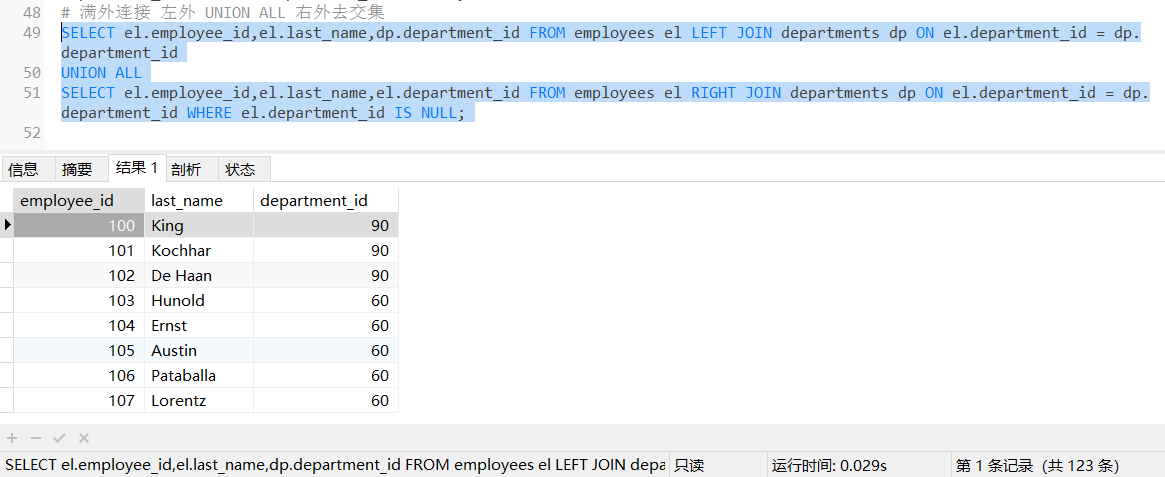 48 # 满外连接 左外 UNION ALL 右外去交集
49 SELECT el.employee_id,el.last_name,dp.department_id FROM employees el LEFT JOIN departments dp ON el.department_id = dp.
department_id
50 UNION ALL
51 SELECT el.employee_id,el.last_name,el.department_id FROM employees el RIGHT JOIN departments dp ON el.department_id = dp.
department_id WHERE el.department_id IS NULL;
52
信息 摘要 结果 1 剖析 状态
employee_id last_name department_id
100 King 90
101 Kochhar 90
102 De Haan 90
103 Hunold 60
104 Ernst 60
105 Austin 60
106 Pataballa 60
107 Lorentz 60
SELECT el.employee_id,el.last_name,dp.department_id FROM employees el LEFT JOIN depa 只读 运行时间: 0.029s 第 1 条记录 (共 123 条)